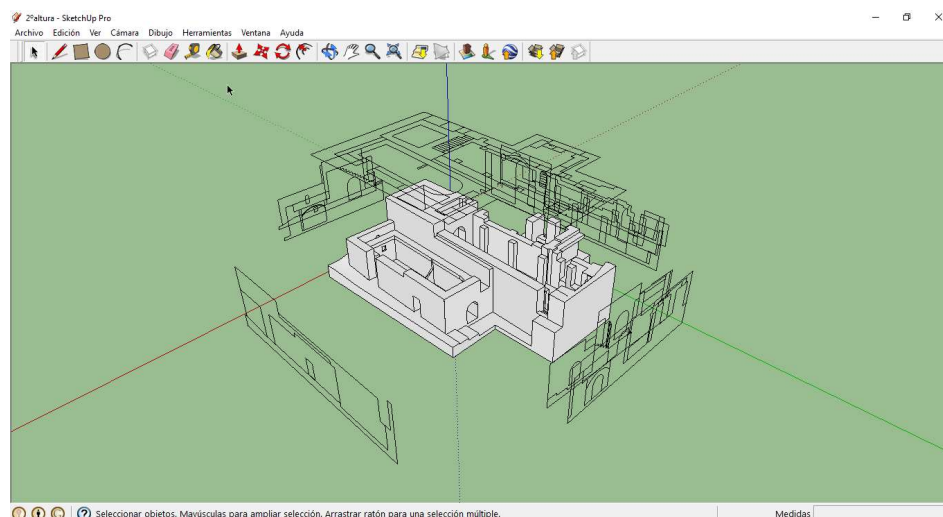 2ªaltura - SketchUp Pro
Archivo Edición Ver Cámara Dibujo Herramientas Ventana Ayuda
Seleccionar objetos. Mayúsculas para ampliar selección. Arrastrar ratón para una selección múltiple.
Medidas